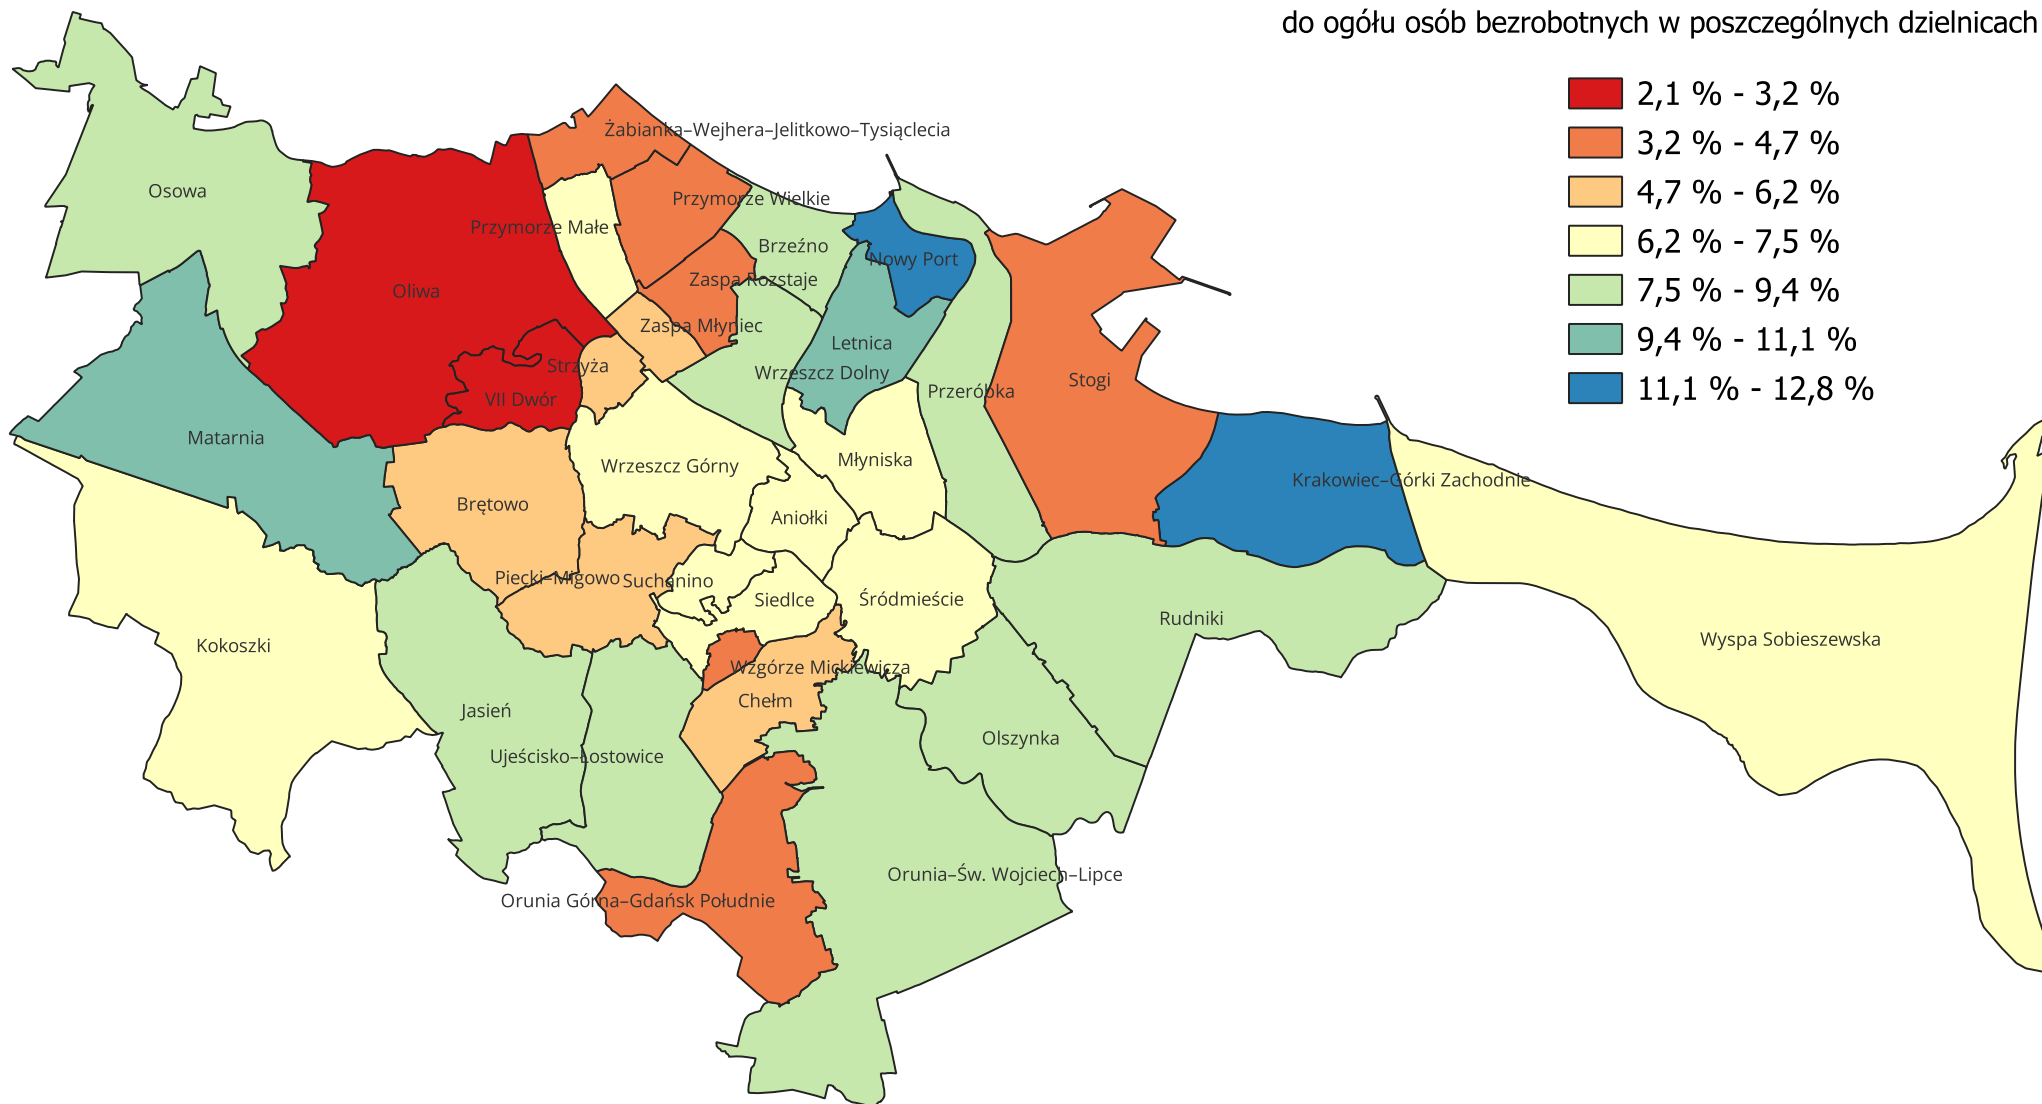 do ogółu osób bezrobotnych w poszczególnych dzielnicach
2,1 % - 3,2 %
3,2 % - 4,7 %
4,7 % - 6,2 %
6,2 % - 7,5 %
7,5 % - 9,4 %
9,4 % - 11,1 %
11,1 % - 12,8 %
Żabianka–Wejhera–Jelitkowo–Tysiąclecia
Osowa
Przymorze Wielkie
Przymorze Małe
Brzeźno
Nowy Port
Zaspa Rozstaje
Oliwa
Zaspa Młyniec
Letnica
Strzyża
Wrzeszcz Dolny
Stogi
Przeróbka
VII Dwór
Matarnia
Młyniska
Wrzeszcz Górny
Krakowiec–Górki Zachodnie
Brętowo
Aniołki
Piecki–Migowo
Suchanino
Siedlce
Śródmieście
Rudniki
Wyspa Sobieszewska
Kokoszki
Wzgórze Mickiewicza
Chełm
Jasień
Olszynka
Ujeścisko–Łostowice
Orunia–Św. Wojciech–Lipce
Orunia Górna–Gdańsk Południe